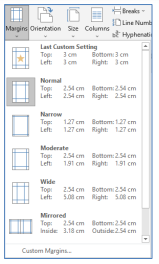 Margins Orientation Size Columns
Breaks
Line Numb
Hyphenatio
Last Custom Setting
Top: 3 cm Bottom: 3 cm
Left: 3 cm Right: 3 cm
Normal
Top: 2.54 cm Bottom: 2.54 cm
Left: 2.54 cm Right: 2.54 cm
Narrow
Top: 1.27 cm Bottom: 1.27 cm
Left: 1.27 cm Right: 1.27 cm
Moderate
Top: 2.54 cm Bottom: 2.54 cm
Left: 1.91 cm Right: 1.91 cm
Wide
Top: 2.54 cm Bottom: 2.54 cm
Left: 5.08 cm Right: 5.08 cm
Mirrored
Top: 2.54 cm Bottom: 2.54 cm
Inside: 3.18 cm Outside: 2.54 cm
Custom Margins...